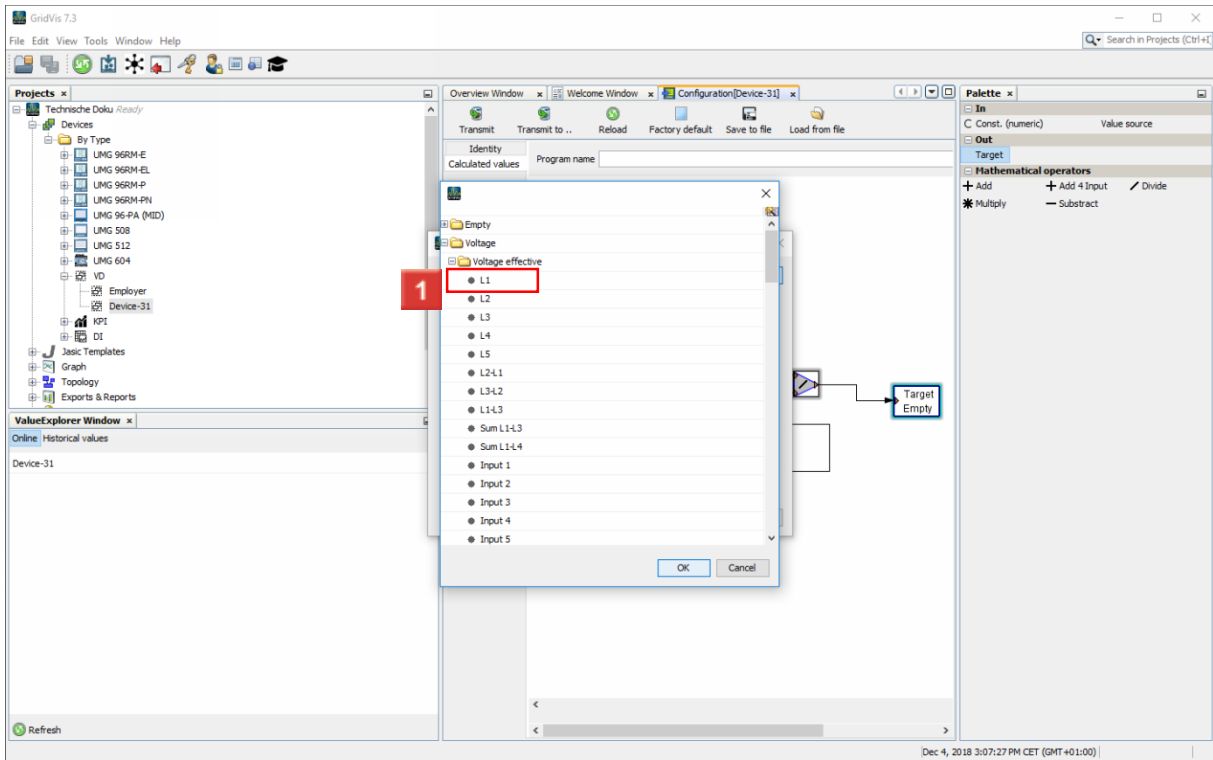 GridVis 7.3
File Edit View Tools Window Help
Search in Projects (Ctrl+I)
Projects
Technische Doku Ready
Devices
By Type
UMG 96RM-E
UMG 96RM-EL
UMG 96RM-P
UMG 96RM-PN
UMG 96-PA (MID)
UMG 508
UMG 512
UMG 604
VD
Employer
Device-31
KPI
DI
Jasic Templates
Graph
Topology
Exports & Reports
ValueExplorer Window
Online Historical values
Device-31
Refresh
Overview Window Welcome Window Configuration[Device-31]
Transmit Transmit to .. Reload Factory default Save to file Load from file
Identity
Calculated values
Program name
Empty
Voltage
Voltage effective
1
L1
L2
L3
L4
L5
L2-L1
L3-L2
L1-L3
Sum L1-L3
Sum L1-L4
Input 1
Input 2
Input 3
Input 4
Input 5
OK Cancel
Target
Empty
Palette
In
C Const. (numeric) Value source
Out
Target
Mathematical operators
Add Add 4 Input Divide
Multiply Substract
Dec 4, 2018 3:07:27 PM CET (GMT+01:00)